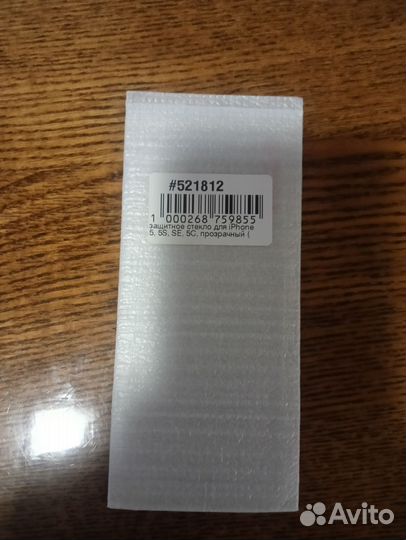 #521812
1 000268 759855
защитное стекло для iPhone
5, 5S, SE, 5C, прозрачный (
Avito